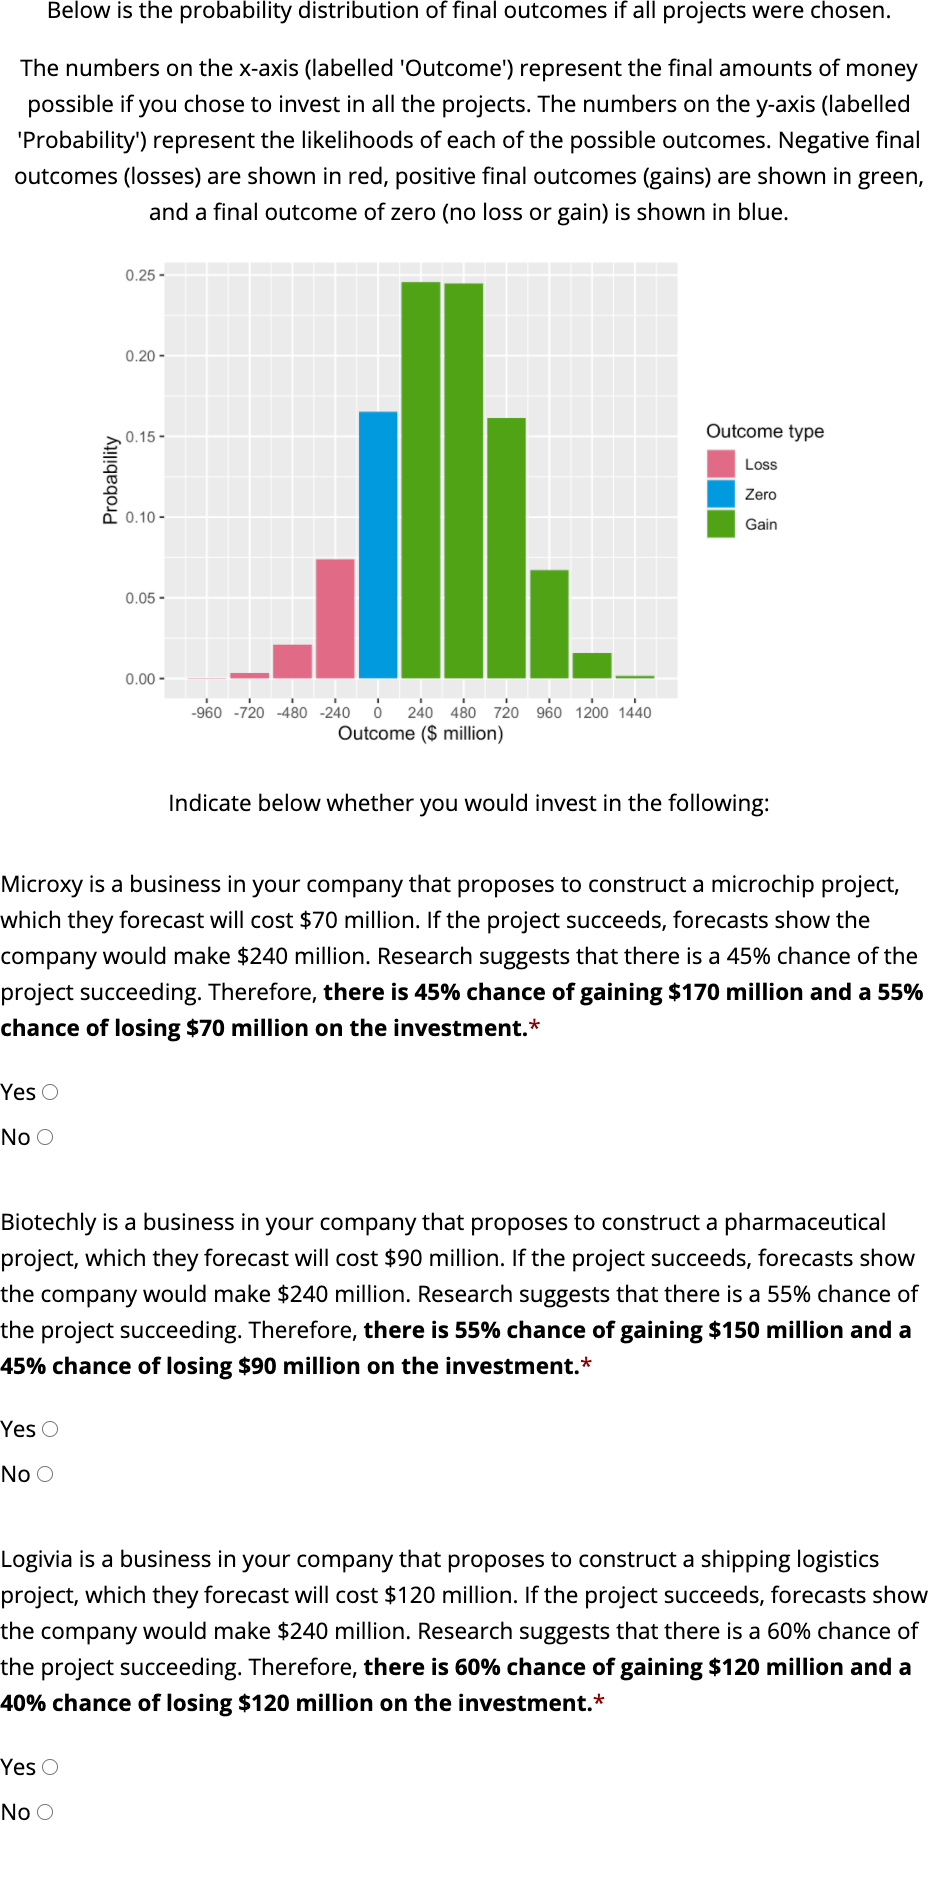 Below is the probability distribution of final outcomes if all projects were chosen.
The numbers on the x-axis (labelled 'Outcome') represent the final amounts of money
possible if you chose to invest in all the projects. The numbers on the y-axis (labelled
'Probability') represent the likelihoods of each of the possible outcomes. Negative final
outcomes (losses) are shown in red, positive final outcomes (gains) are shown in green,
and a final outcome of zero (no loss or gain) is shown in blue.
0.25
0.20
0.15
0.10
0.05
0.00
Probability
-960 -720 -480 -240 0 240 480 720 960 1200 1440
Outcome ($ million)
Outcome type
Loss
Zero
Gain
Indicate below whether you would invest in the following:
Microxy is a business in your company that proposes to construct a microchip project,
which they forecast will cost $70 million. If the project succeeds, forecasts show the
company would make $240 million. Research suggests that there is a 45% chance of the
project succeeding. Therefore, there is 45% chance of gaining $170 million and a 55%
chance of losing $70 million on the investment.*
Yes
No
Biotechly is a business in your company that proposes to construct a pharmaceutical
project, which they forecast will cost $90 million. If the project succeeds, forecasts show
the company would make $240 million. Research suggests that there is a 55% chance of
the project succeeding. Therefore, there is 55% chance of gaining $150 million and a
45% chance of losing $90 million on the investment.*
Yes
No
Logivia is a business in your company that proposes to construct a shipping logistics
project, which they forecast will cost $120 million. If the project succeeds, forecasts show
the company would make $240 million. Research suggests that there is a 60% chance of
the project succeeding. Therefore, there is 60% chance of gaining $120 million and a
40% chance of losing $120 million on the investment.*
Yes
No